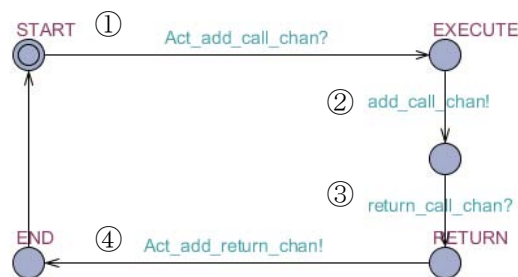 START ① Act_add_call_chan? EXECUTE
② add_call_chan!
③ return_call_chan?
END ④ Act_add_return_chan! RETURN